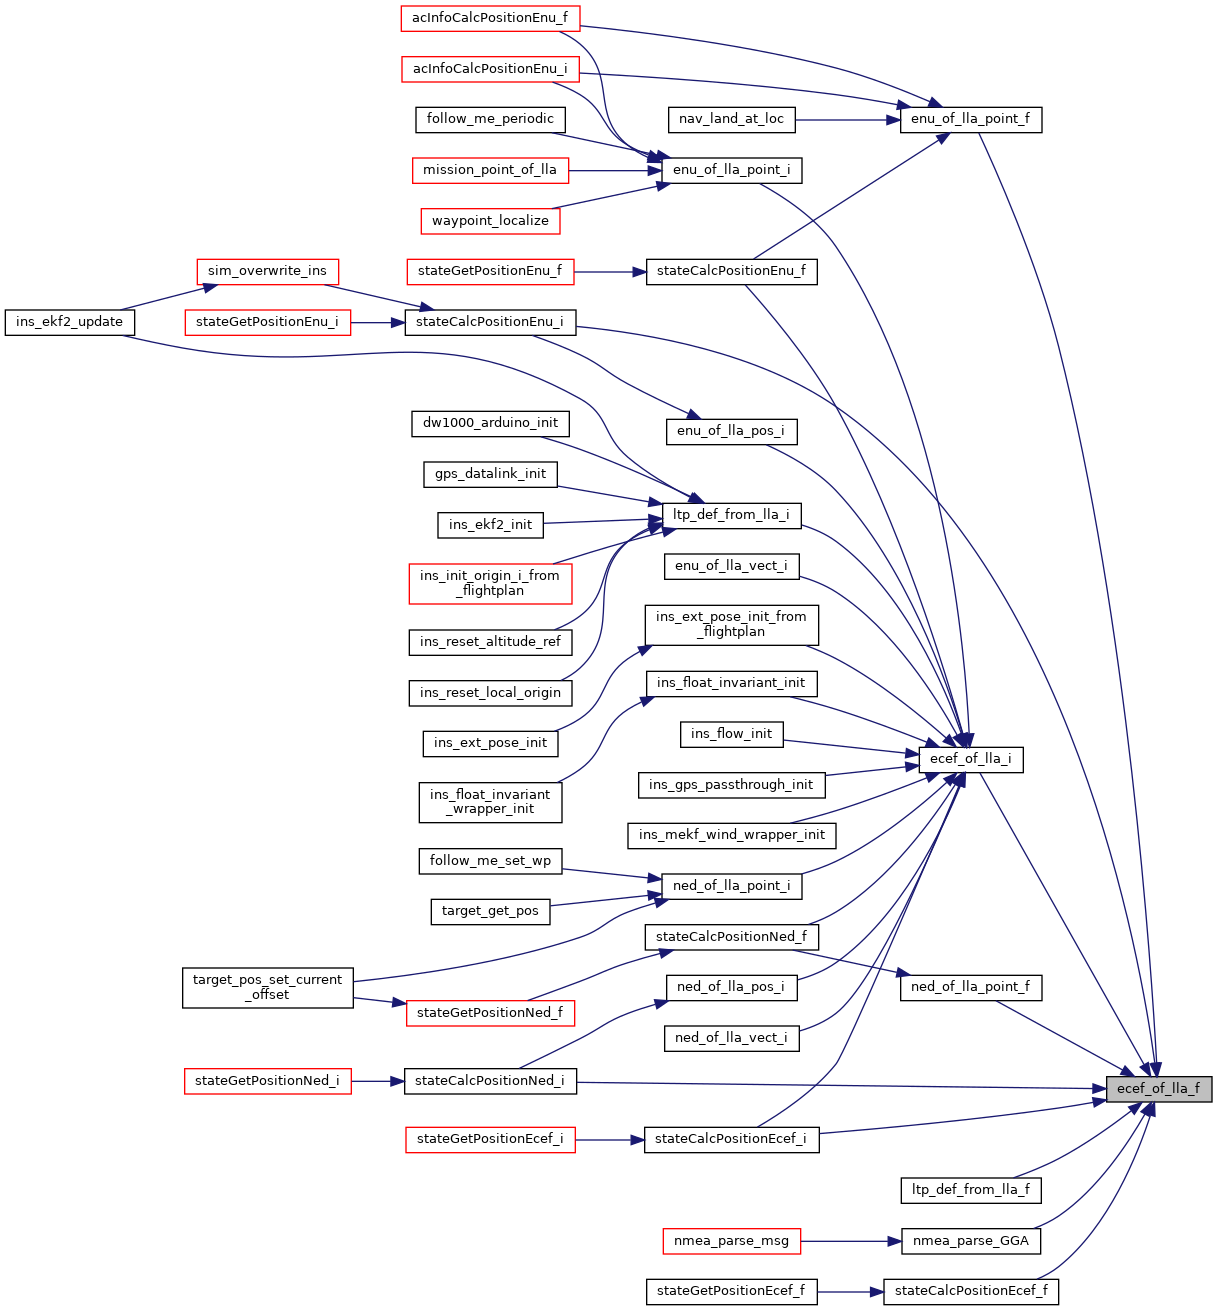 acInfoCalcPositionEnu_f
acInfoCalcPositionEnu_i
follow_me_periodic
nav_land_at_loc
enu_of_lla_point_f
mission_point_of_lla
enu_of_lla_point_i
waypoint_localize
sim_overwrite_ins
stateGetPositionEnu_f
stateCalcPositionEnu_f
ins_ekf2_update
stateGetPositionEnu_i
stateCalcPositionEnu_i
dw1000_arduino_init
enu_of_lla_pos_i
gps_datalink_init
ins_ekf2_init
ltp_def_from_lla_i
ins_init_origin_i_from
_flightplan
enu_of_lla_vect_i
ins_reset_altitude_ref
ins_ext_pose_init_from
_flightplan
ins_reset_local_origin
ins_float_invariant_init
ins_ext_pose_init
ins_flow_init
ecef_of_lla_i
ins_float_invariant
_wrapper_init
ins_gps_passthrough_init
ins_mekf_wind_wrapper_init
follow_me_set_wp
ned_of_lla_point_i
target_get_pos
stateCalcPositionNed_f
target_pos_set_current
_offset
ned_of_lla_pos_i
ned_of_lla_point_f
stateGetPositionNed_f
ned_of_lla_vect_i
stateGetPositionNed_i
stateCalcPositionNed_i
ecef_of_lla_f
stateGetPositionEcef_i
stateCalcPositionEcef_i
ltp_def_from_lla_f
nmea_parse_msg
nmea_parse_GGA
stateGetPositionEcef_f
stateCalcPositionEcef_f